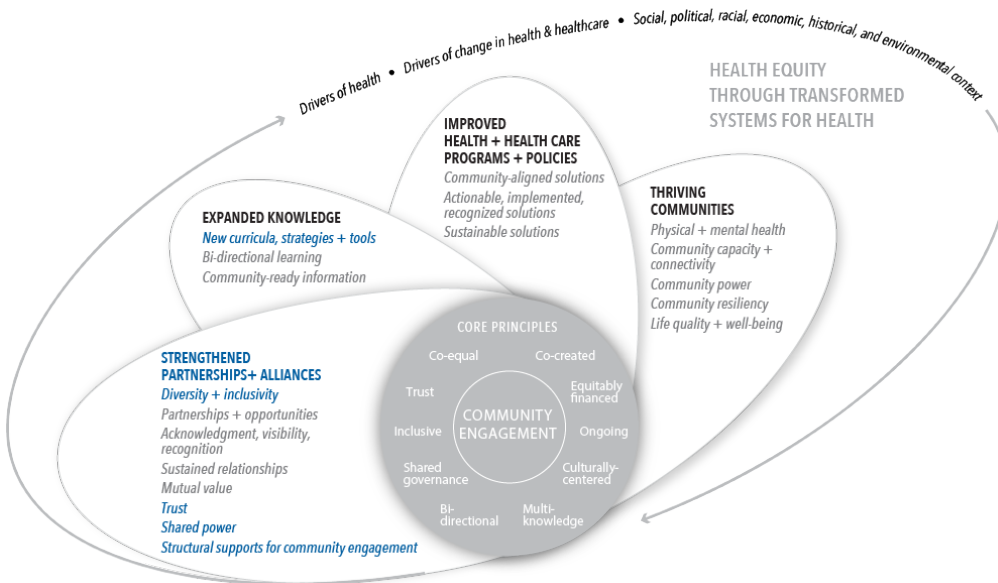 Drivers of health • Drivers of change in health & healthcare • Social, political, racial, economic, historical, and environmental context
HEALTH EQUITY
THROUGH TRANSFORMED
SYSTEMS FOR HEALTH
IMPROVED
HEALTH + HEALTH CARE
PROGRAMS + POLICIES
Community-aligned solutions
Actionable, implemented,
recognized solutions
Sustainable solutions
THRIVING
COMMUNITIES
Physical + mental health
Community capacity +
connectivity
Community power
Community resiliency
Life quality + well-being
EXPANDED KNOWLEDGE
New curricula, strategies + tools
Bi-directional learning
Community-ready information
STRENGTHENED
PARTNERSHIPS+ ALLIANCES
Diversity + inclusivity
Partnerships + opportunities
Acknowledgment, visibility,
recognition
Sustained relationships
Mutual value
Trust
Shared power
Structural supports for community engagement
CORE PRINCIPLES
Co-equal
Co-created
Trust
Equitably
financed
Inclusive
COMMUNITY
ENGAGEMENT
Ongoing
Shared
governance
Culturally-
centered
Bi-
directional
Multi-
knowledge